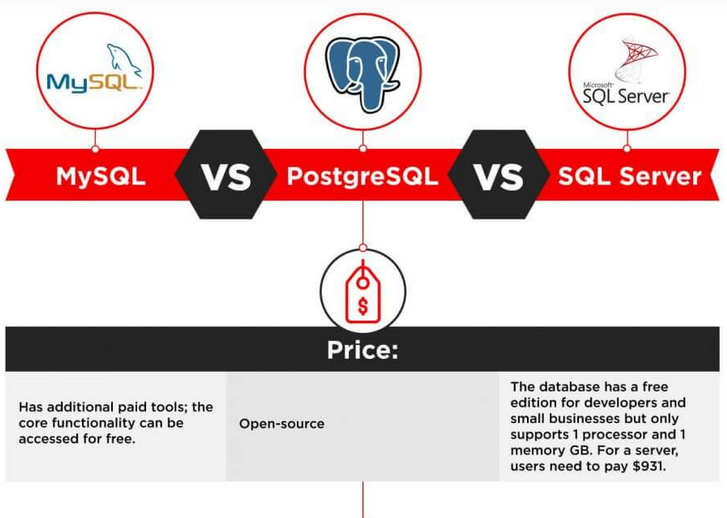 MySQL
Microsoft
SQL Server
MySQL
VS
PostgreSQL
VS
SQL Server
$
Price:
Has additional paid tools; the
core functionality can be
accessed for free.
Open-source
The database has a free
edition for developers and
small businesses but only
supports 1 processor and 1
memory GB. For a server,
users need to pay $931.